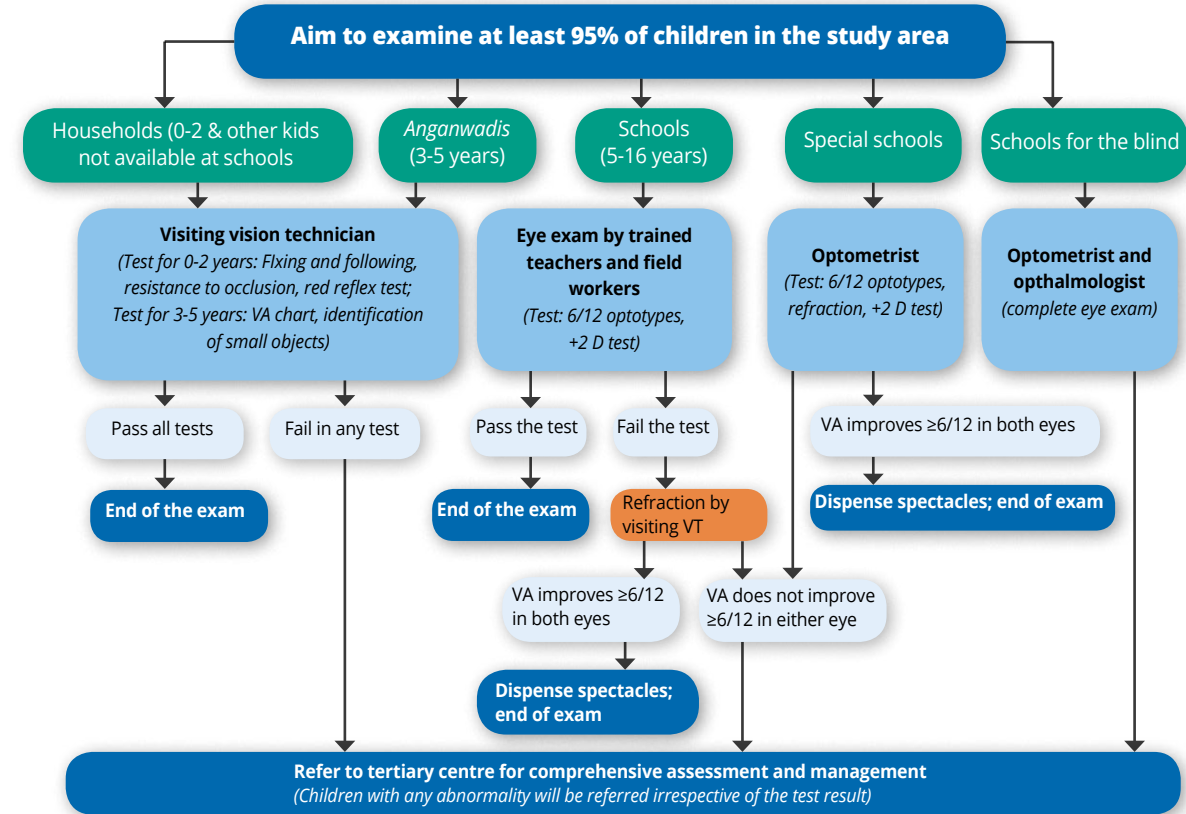 Aim to examine at least 95% of children in the study area
Households (0-2 & other kids
not available at schools
Anganwadis
(3-5 years)
Schools
(5-16 years)
Special schools
Schools for the blind
Visiting vision technician
(Test for 0-2 years: FIxing and following,
resistance to occlusion, red reflex test;
Test for 3-5 years: VA chart, identification
of small objects)
Eye exam by trained
teachers and field
workers
(Test: 6/12 optotypes,
+2 D test)
Optometrist
(Test: 6/12 optotypes,
refraction, +2 D test)
Optometrist and
opthalmologist
(complete eye exam)
Pass all tests
Fail in any test
Pass the test
Fail the test
VA improves ≥6/12 in both eyes
End of the exam
End of the exam
Refraction by
visiting VT
Dispense spectacles; end of exam
VA improves ≥6/12
in both eyes
VA does not improve
≥6/12 in either eye
Dispense spectacles;
end of exam
Refer to tertiary centre for comprehensive assessment and management
(Children with any abnormality will be referred irrespective of the test result)